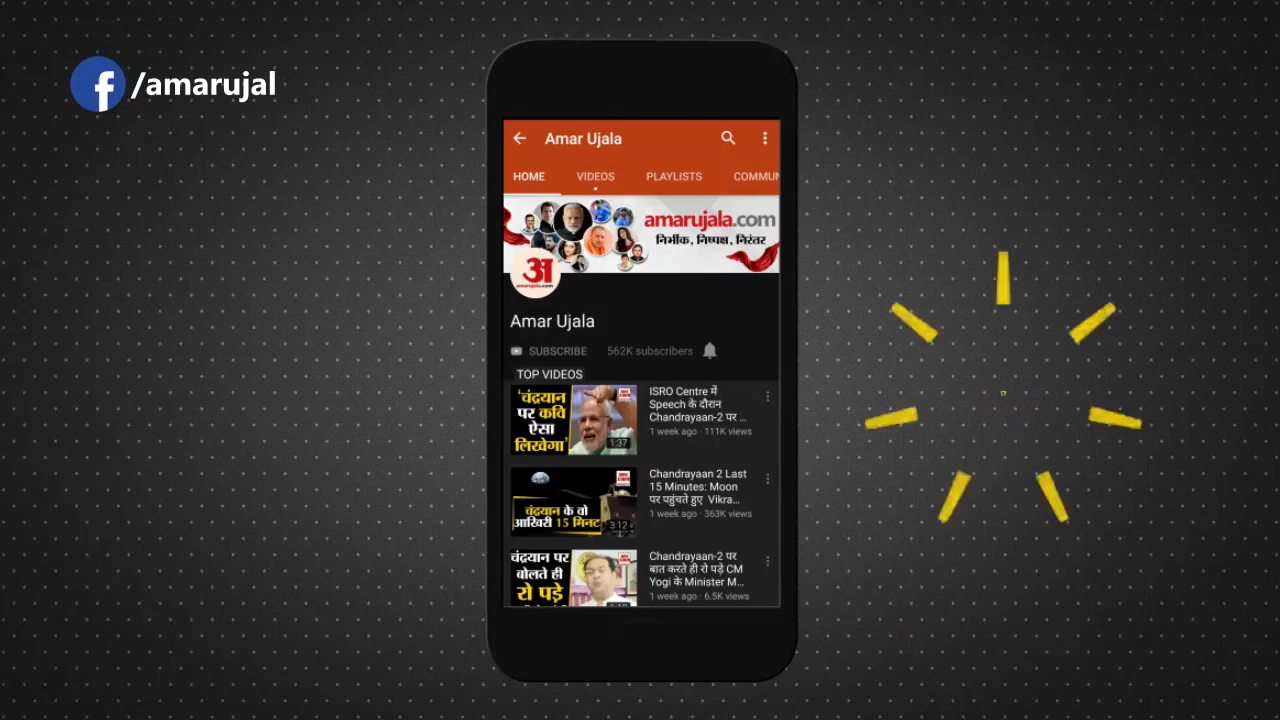 /amarujal
Amar Ujala
HOME VIDEOS PLAYLISTS COMMUN
amarujala.com
निर्भीक, निष्पक्ष, निरंतर
अ
amarujala.com
Amar Ujala
SUBSCRIBE 562K subscribers
TOP VIDEOS
'चंद्रयान
पर कवि
ऐसा
लिखेगा'
1:37
ISRO Centre में
Speech के दौरान
Chandrayaan-2 पर ...
1 week ago · 111K views
चंद्रयान के वो
आखिरी 15 मिनट
3:12
Chandrayaan 2 Last
15 Minutes: Moon
पर पहुंचते हुए Vikra...
1 week ago · 363K views
चंद्रयान पर
बोलते ही
रो पड़े
Chandrayaan-2 पर
बात करते ही रो पड़े CM
Yogi के Minister M...
1 week ago · 6.5K views